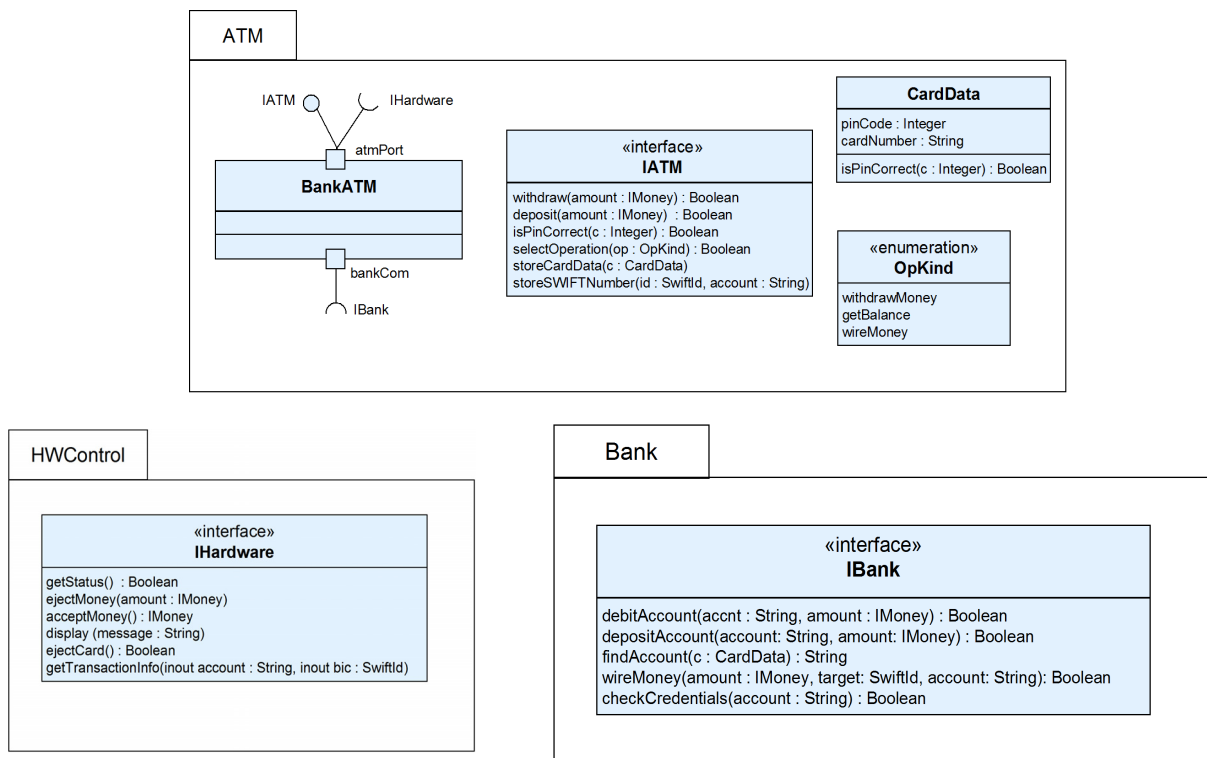 ATM
IATM
IHardware
atmPort
BankATM
bankCom
IBank
«interface»
IATM
withdraw(amount : IMoney) : Boolean
deposit(amount : IMoney)  : Boolean
isPinCorrect(c : Integer) : Boolean
selectOperation(op : OpKind) : Boolean
storeCardData(c : CardData)
storeSWIFTNumber(id : SwiftId, account : String)
CardData
pinCode : Integer
cardNumber : String
isPinCorrect(c : Integer) : Boolean
«enumeration»
OpKind
withdrawMoney
getBalance
wireMoney
HWControl
«interface»
IHardware
getStatus()  : Boolean
ejectMoney(amount : IMoney)
acceptMoney() : IMoney
display (message : String)
ejectCard() : Boolean
getTransactionInfo(inout account : String, inout bic : SwiftId)
Bank
«interface»
IBank
debitAccount(accnt : String, amount : IMoney) : Boolean
depositAccount(account: String, amount: IMoney) : Boolean
findAccount(c : CardData) : String
wireMoney(amount : IMoney, target: SwiftId, account: String): Boolean
checkCredentials(account : String) : Boolean